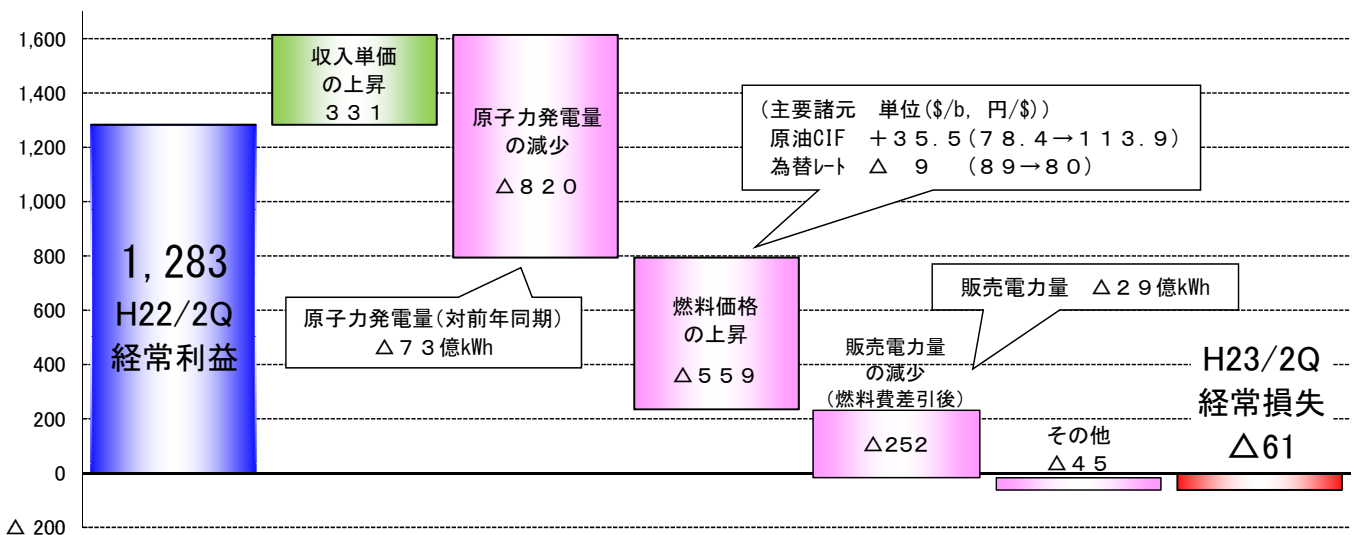 1,600
1,400
1,200
1,000
800
600
400
200
0
△ 200
1,283
H22/2Q
経常利益
収入単価
の上昇
３３１
原子力発電量
の減少
△８２０
原子力発電量(対前年同期)
△７３億kWh
燃料価格
の上昇
△５５９
(主要諸元　単位($/b, 円/$))
原油CIF　＋３５.５(７８.４→１１３.９)
為替ﾚｰﾄ　△　９　(８９→８０)
販売電力量
の減少
(燃料費差引後)
△252
販売電力量　△２９億kWh
その他
△４５
H23/2Q
経常損失
△61